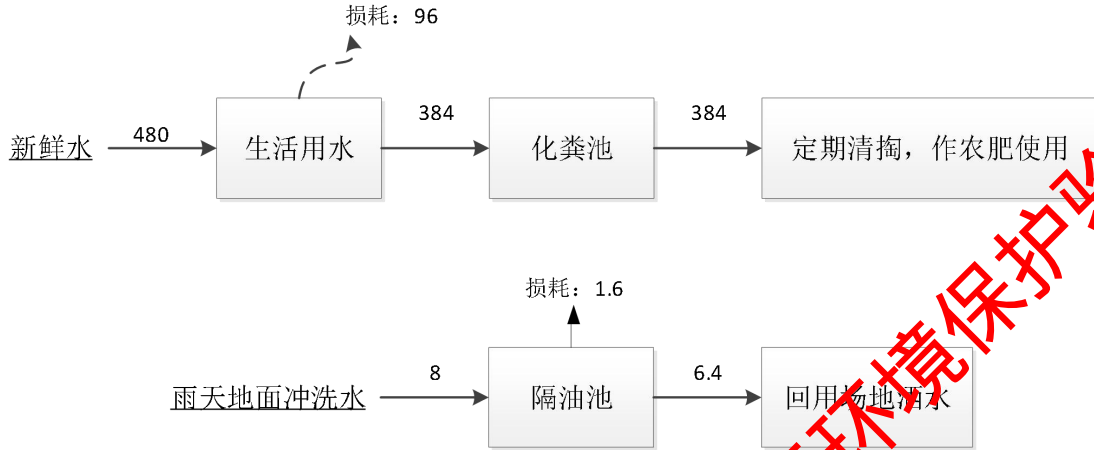 损耗：96
新鲜水 480 生活用水 384 化粪池 384 定期清掏，作农肥使用
损耗：1.6
雨天地面冲洗水 8 隔油池 6.4 回用场地洒水
环境保护验